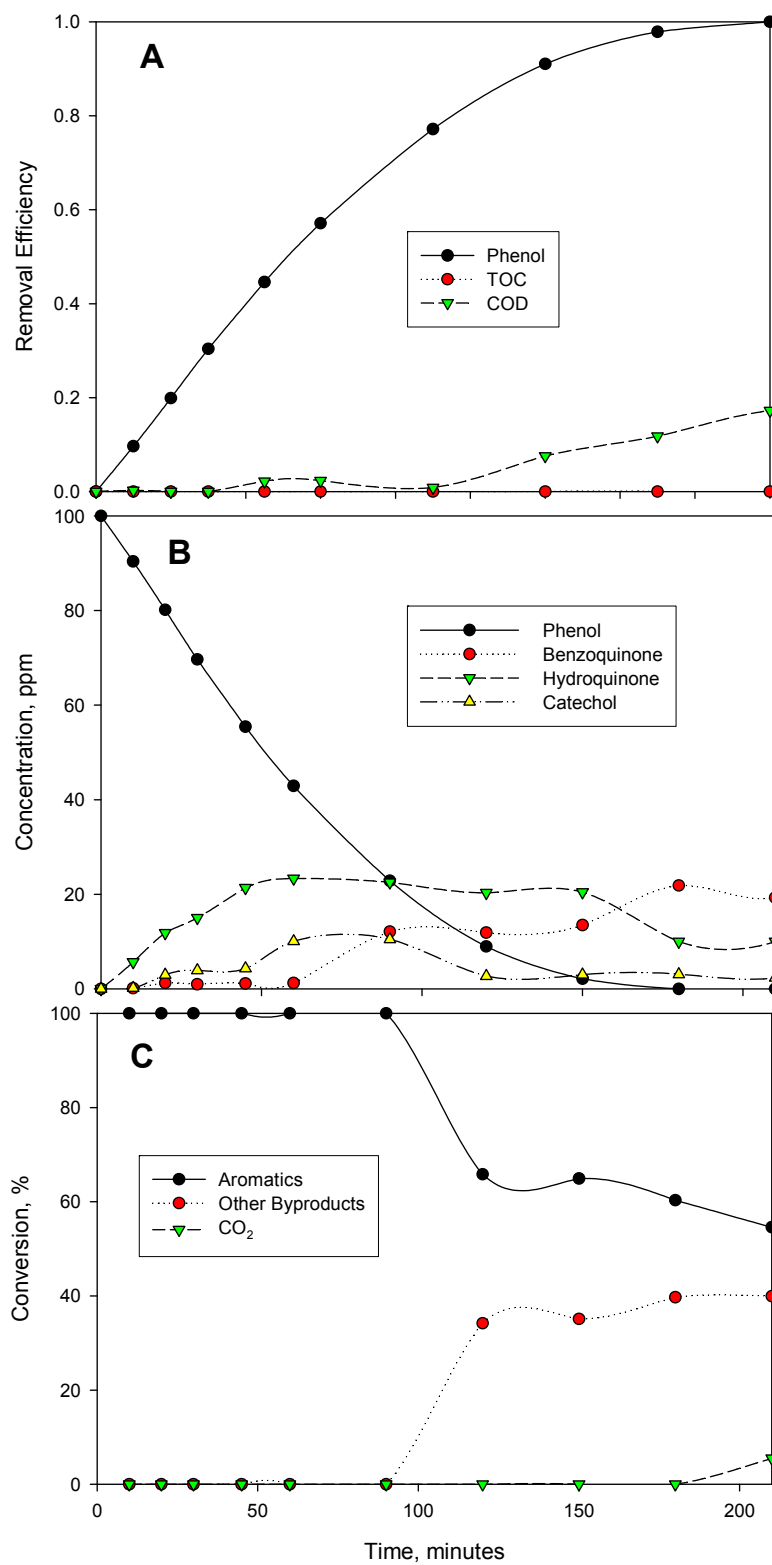 A
Removal Efficiency
1.0
0.8
0.6
0.4
0.2
0.0
Phenol
TOC
COD
B
Concentration, ppm
100
80
60
40
20
0
Phenol
Benzoquinone
Hydroquinone
Catechol
C
Conversion, %
100
80
60
40
20
0
Aromatics
Other Byproducts
CO₂
0 50 100 150 200
Time, minutes